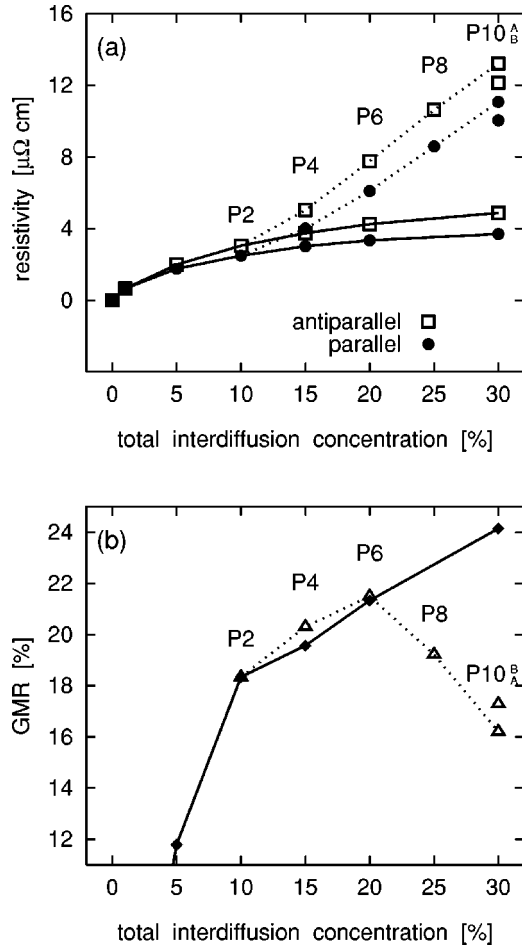 (a)
P10 A B
P8
P6
P4
P2
16
12
8
4
0
resistivity [μΩ cm]
antiparallel
parallel
0 5 10 15 20 25 30
total interdiffusion concentration [%]
(b)
P6
P4
P2
P8
P10 B A
24
22
20
18
16
14
12
GMR [%]
0 5 10 15 20 25 30
total interdiffusion concentration [%]